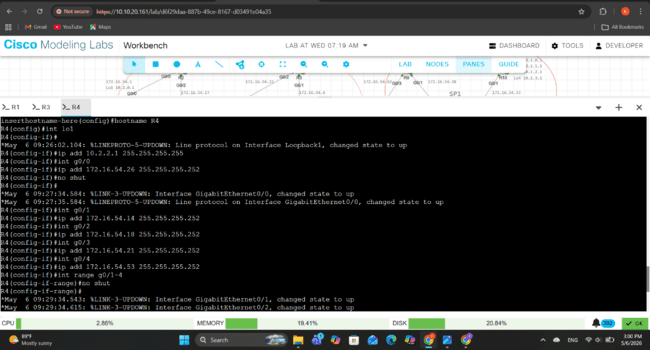 Not secure
https://10.10.20.161/lab/d6f29daa-887b-49ce-8167-d03491e04a35
Gmail
YouTube
Maps
All Bookmarks
Cisco Modeling Labs
Workbench
LAB AT WED 07:19 AM
DASHBOARD
TOOLS
DEVELOPER
LAB
NODES
PANES
GUIDE
SP1
R1
R3
R4
inserthostname-here(config)#hostname R4
R4(config)#int lo1
R4(config-if)#
*May  6 09:26:02.104: %LINEPROTO-5-UPDOWN: Line protocol on Interface Loopback1, changed state to up
R4(config-if)#ip add 10.2.2.1 255.255.255.255
R4(config-if)#int g0/0
R4(config-if)#ip add 172.16.54.26 255.255.255.252
R4(config-if)#no shut
R4(config-if)#
*May  6 09:27:34.584: %LINK-3-UPDOWN: Interface GigabitEthernet0/0, changed state to up
*May  6 09:27:35.584: %LINEPROTO-5-UPDOWN: Line protocol on Interface GigabitEthernet0/0, changed state to up
R4(config-if)#int g0/1
R4(config-if)#ip add 172.16.54.14 255.255.255.252
R4(config-if)#int g0/2
R4(config-if)#ip add 172.16.54.18 255.255.255.252
R4(config-if)#int g0/3
R4(config-if)#ip add 172.16.54.21 255.255.255.252
R4(config-if)#int g0/4
R4(config-if)#ip add 172.16.54.53 255.255.255.252
R4(config-if)#int range g0/1-4
R4(config-if-range)#no shut
R4(config-if-range)#
*May  6 09:29:34.543: %LINK-3-UPDOWN: Interface GigabitEthernet0/1, changed state to up
*May  6 09:29:34.615: %LINK-3-UPDOWN: Interface GigabitEthernet0/2, changed state to up
CPU
2.86%
MEMORY
19.41%
DISK
20.84%
OK
89°F
Mostly sunny
Search
ENG
3:00 PM
5/6/2026